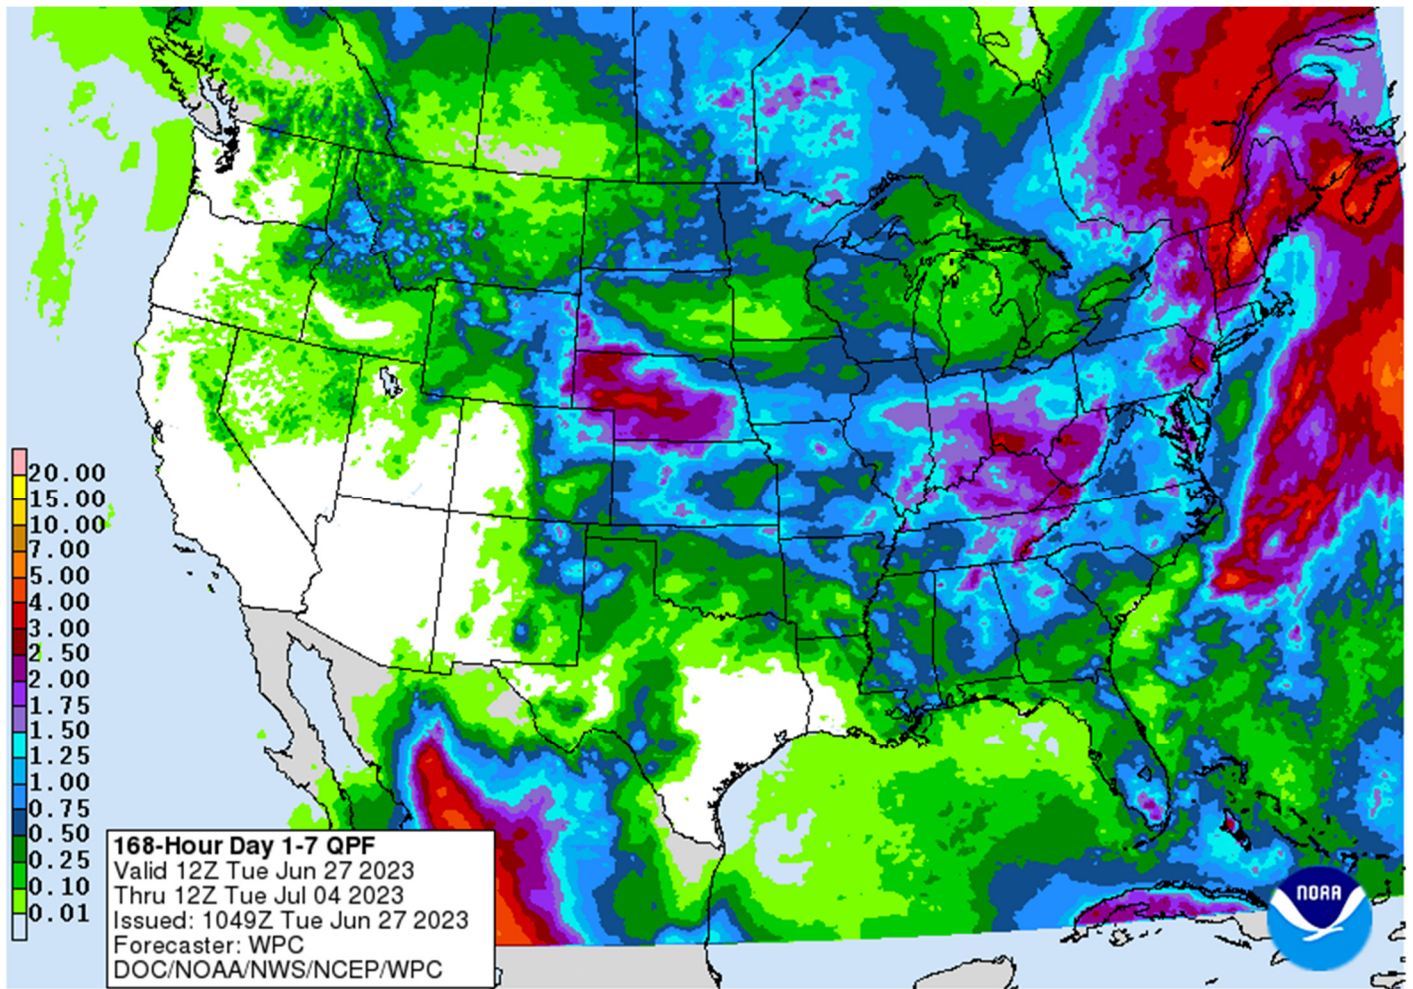 20.00
15.00
10.00
7.00
5.00
4.00
3.00
2.50
2.00
1.75
1.50
1.25
1.00
0.75
0.50
0.25
0.10
0.01
168-Hour Day 1-7 QPF
Valid 12Z Tue Jun 27 2023
Thru 12Z Tue Jul 04 2023
Issued: 1049Z Tue Jun 27 2023
Forecaster: WPC
DOC/NOAA/NWS/NCEP/WPC
NOAA